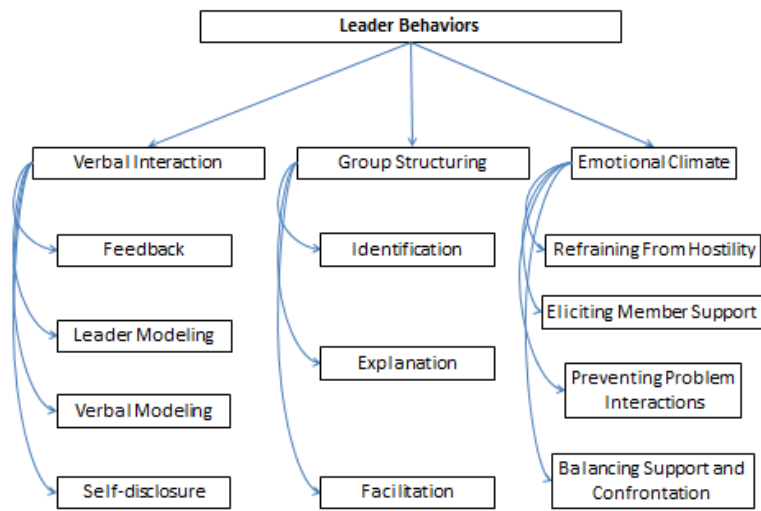 Leader Behaviors
Verbal Interaction
Group Structuring
Emotional Climate
Feedback
Identification
Refraining From Hostility
Eliciting Member Support
Leader Modeling
Explanation
Preventing Problem
Interactions
Verbal Modeling
Self-disclosure
Facilitation
Balancing Support and
Confrontation